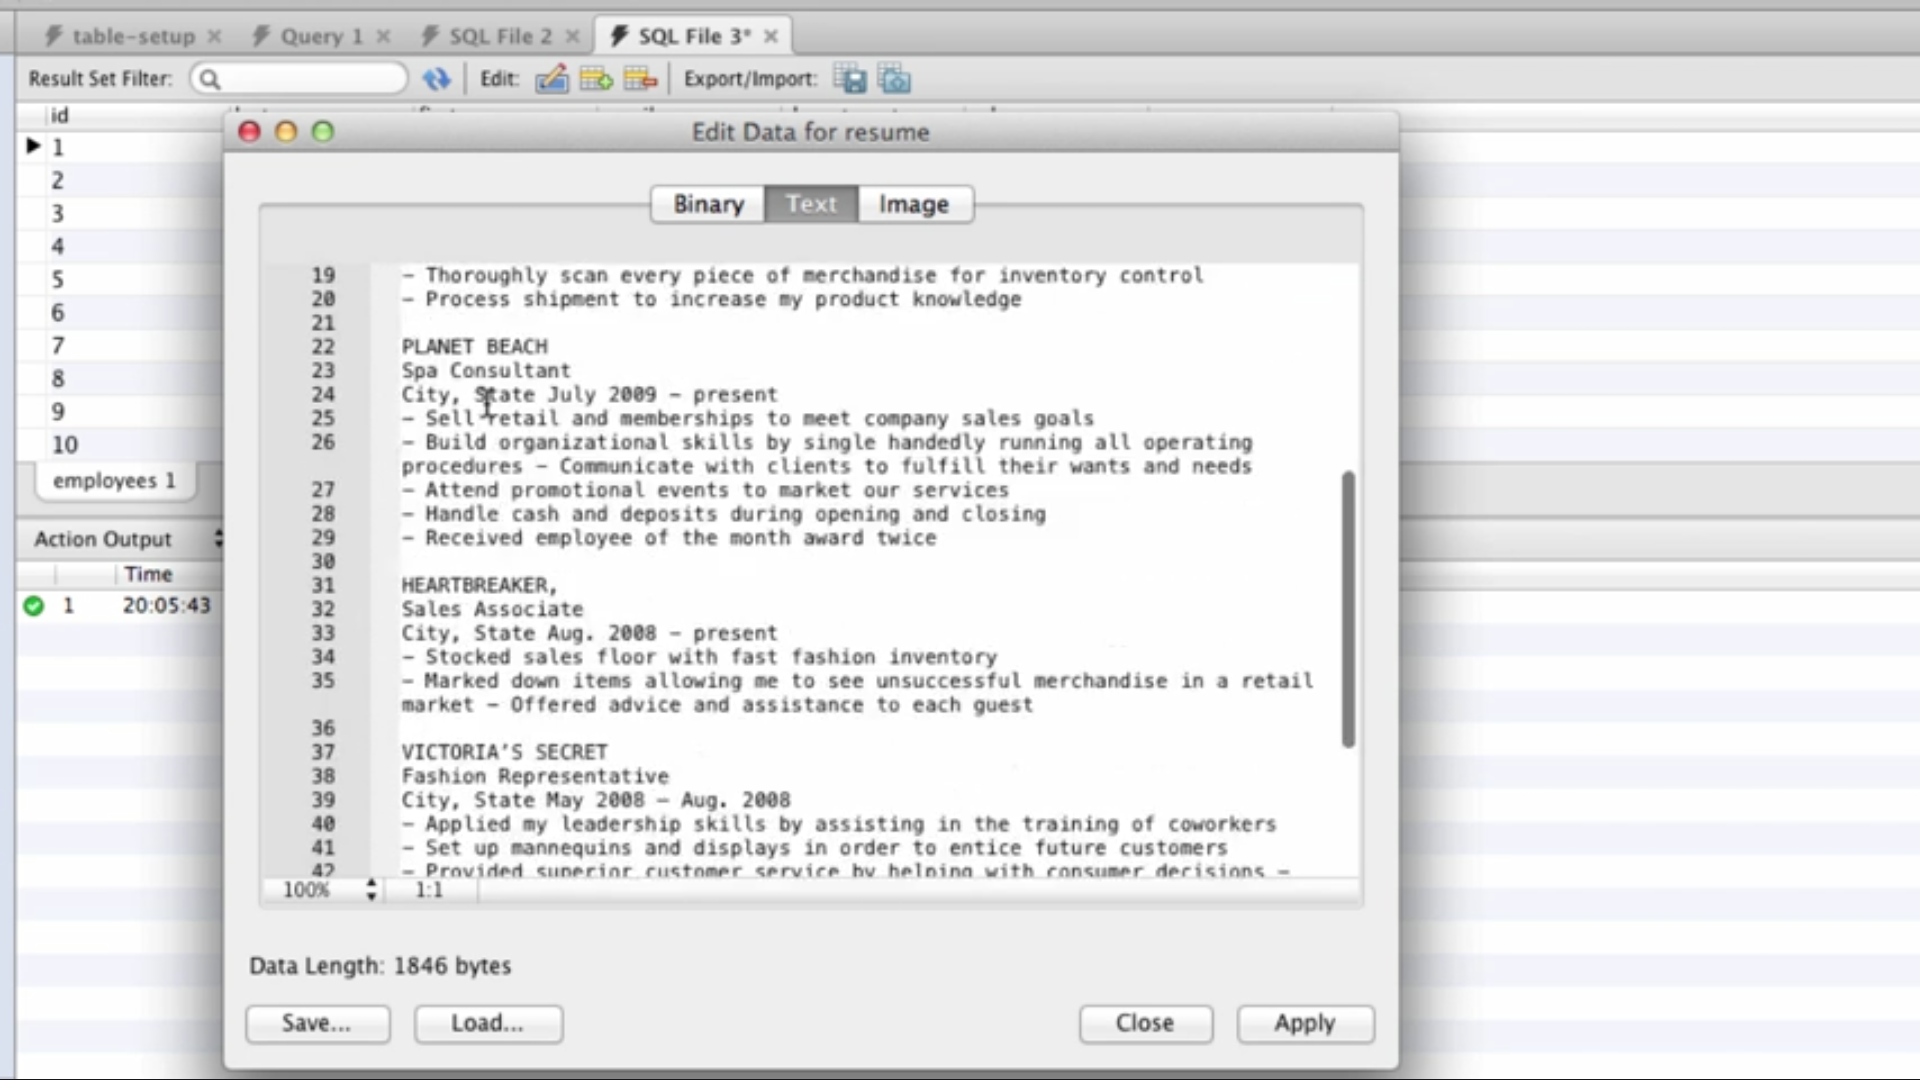 table-setup
Query 1
SQL File 2
SQL File 3*
Result Set Filter:
Edit:
Export/Import:
id
Edit Data for resume
1
2
3
4
5
6
7
8
9
10
Binary
Text
Image
19 – Thoroughly scan every piece of merchandise for inventory control
20 – Process shipment to increase my product knowledge
21
22 PLANET BEACH
23 Spa Consultant
24 City, State July 2009 – present
25 – Sell retail and memberships to meet company sales goals
26 – Build organizational skills by single handedly running all operating
procedures – Communicate with clients to fulfill their wants and needs
27 – Attend promotional events to market our services
28 – Handle cash and deposits during opening and closing
29 – Received employee of the month award twice
30
31 HEARTBREAKER,
32 Sales Associate
33 City, State Aug. 2008 – present
34 – Stocked sales floor with fast fashion inventory
35 – Marked down items allowing me to see unsuccessful merchandise in a retail
market – Offered advice and assistance to each guest
36
37 VICTORIA'S SECRET
38 Fashion Representative
39 City, State May 2008 – Aug. 2008
40 – Applied my leadership skills by assisting in the training of coworkers
41 – Set up mannequins and displays in order to entice future customers
42 – Provided superior customer service by helping with consumer decisions –
100%
1:1
employees 1
Action Output
Time
1 20:05:43
Data Length: 1846 bytes
Save...
Load...
Close
Apply